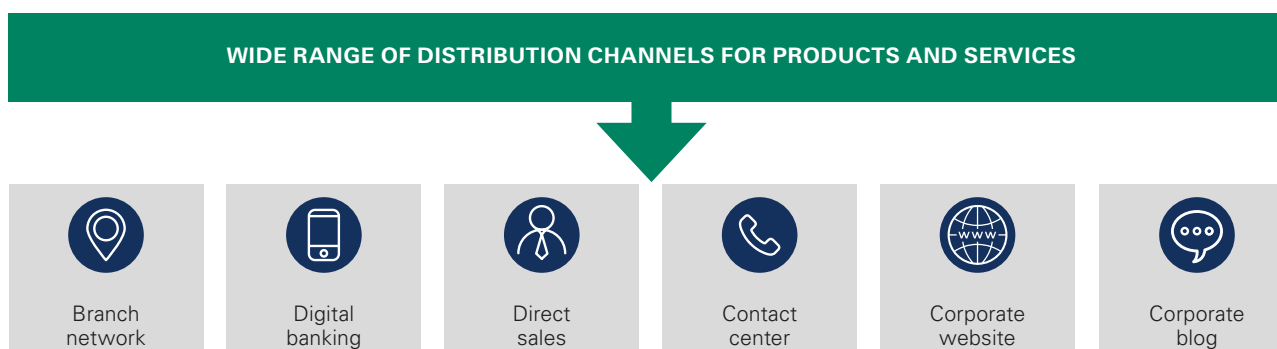 WIDE RANGE OF DISTRIBUTION CHANNELS FOR PRODUCTS AND SERVICES
Branch
network
Digital
banking
Direct
sales
Contact
center
WWW
Corporate
website
Corporate
blog